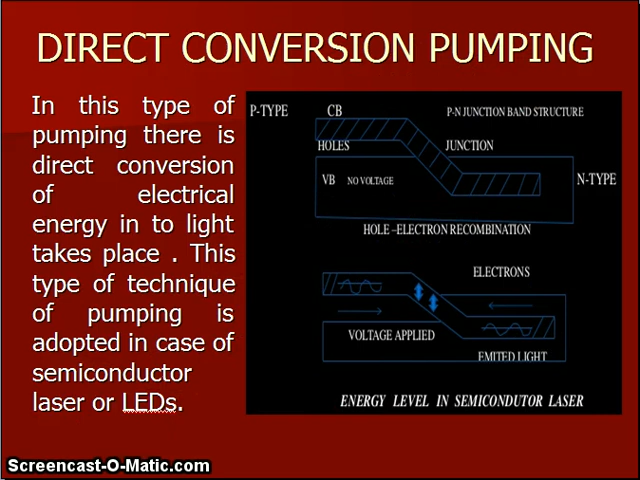 DIRECT CONVERSION PUMPING
In this type of
pumping there is
direct conversion
of electrical
energy in to light
takes place . This
type of technique
of pumping is
adopted in case of
semiconductor
laser or LEDs.
P-TYPE CB P-N JUNCTION BAND STRUCTURE
HOLES JUNCTION
VB NO VOLTAGE N-TYPE
HOLE –ELECTRON RECOMBINATION
ELECTRONS
VOLTAGE APPLIED
EMITED LIGHT
ENERGY LEVEL IN SEMICONDUTOR LASER
Screencast-O-Matic.com